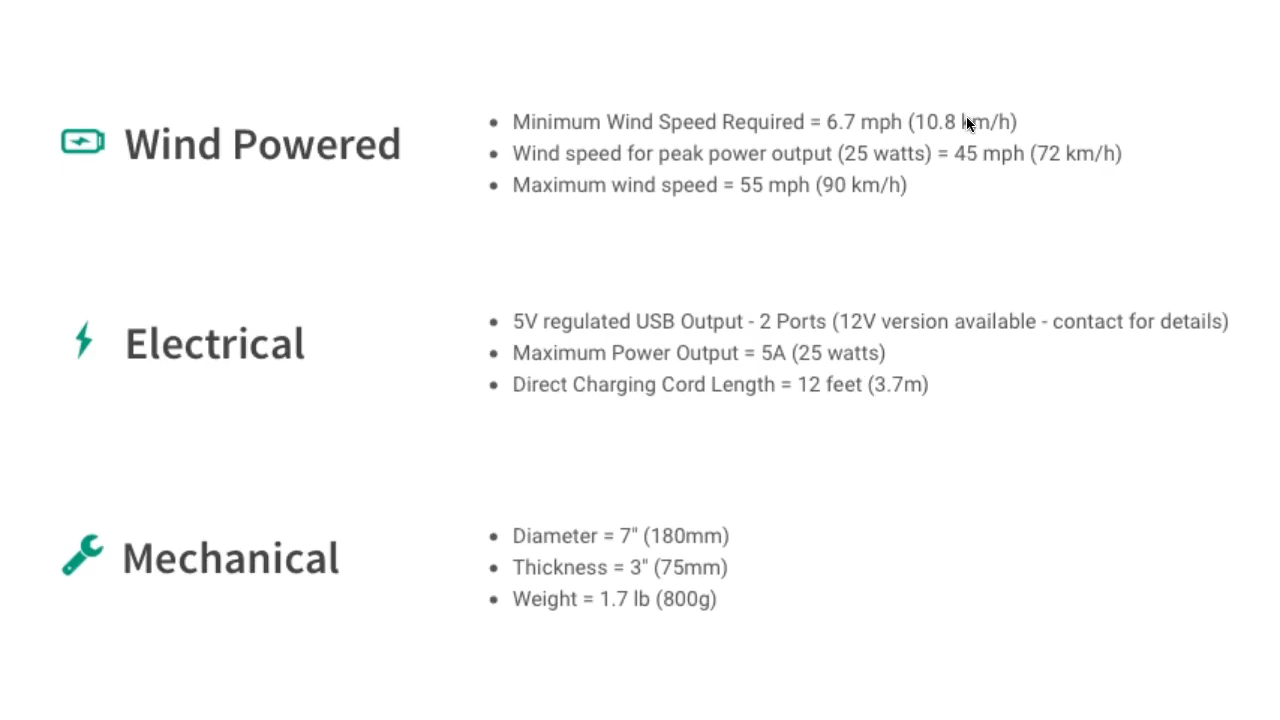 Wind Powered
Minimum Wind Speed Required = 6.7 mph (10.8 km/h)
Wind speed for peak power output (25 watts) = 45 mph (72 km/h)
Maximum wind speed = 55 mph (90 km/h)
Electrical
5V regulated USB Output - 2 Ports (12V version available - contact for details)
Maximum Power Output = 5A (25 watts)
Direct Charging Cord Length = 12 feet (3.7m)
Mechanical
Diameter = 7" (180mm)
Thickness = 3" (75mm)
Weight = 1.7 lb (800g)